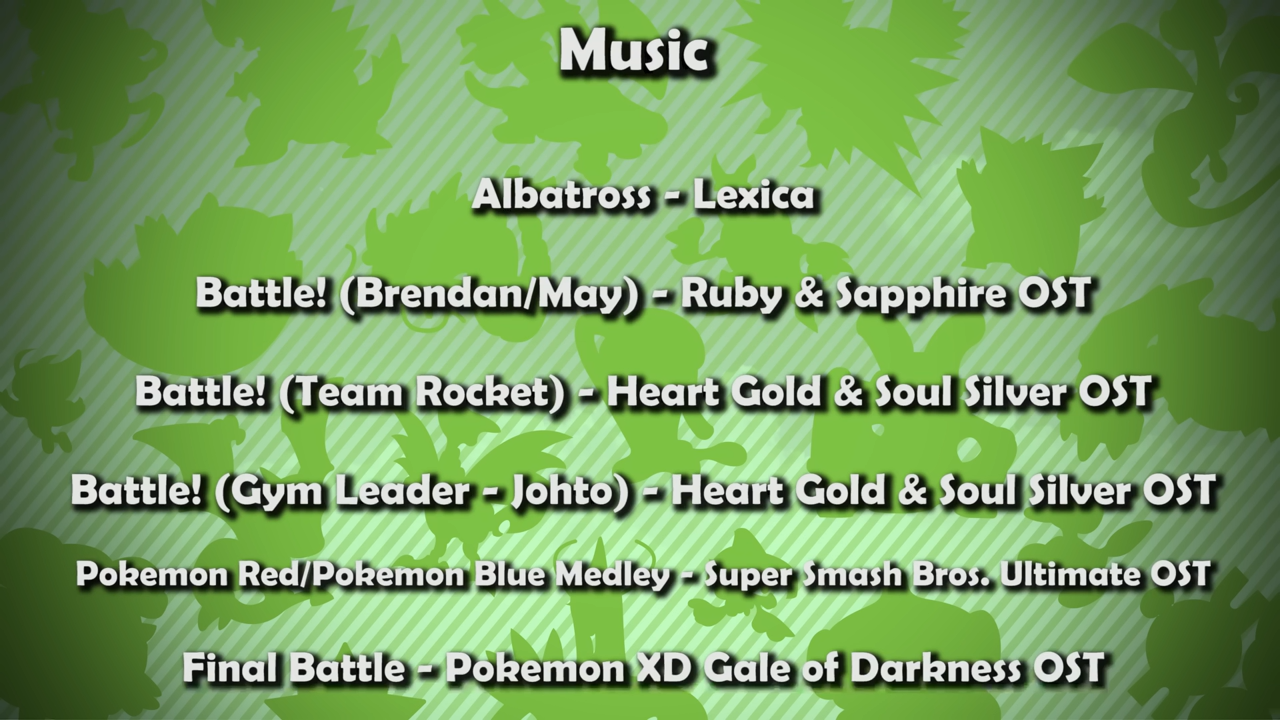 Music
Albatross - Lexica
Battle! (Brendan/May) - Ruby & Sapphire OST
Battle! (Team Rocket) - Heart Gold & Soul Silver OST
Battle! (Gym Leader - Johto) - Heart Gold & Soul Silver OST
Pokemon Red/Pokemon Blue Medley - Super Smash Bros. Ultimate OST
Final Battle - Pokemon XD Gale of Darkness OST